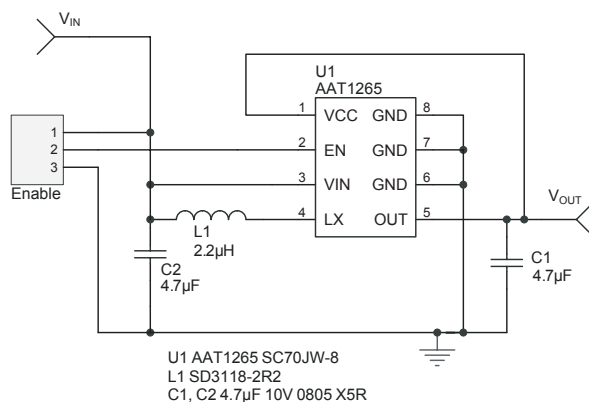 VIN
U1
AAT1265
1 VCC GND 8
2 EN GND 7
3 VIN GND 6
4 LX OUT 5
1
2
3
Enable
VOUT
L1
2.2µH
C2
4.7µF
C1
4.7µF
U1 AAT1265 SC70JW-8
L1 SD3118-2R2
C1, C2 4.7µF 10V 0805 X5R